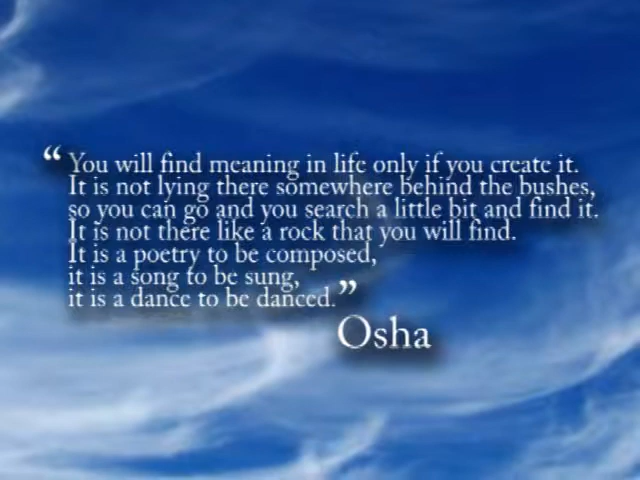 “ You will find meaning in life only if you create it.
It is not lying there somewhere behind the bushes,
so you can go and you search a little bit and find it.
It is not there like a rock that you will find.
It is a poetry to be composed,
it is a song to be sung,
it is a dance to be danced.”
Osha